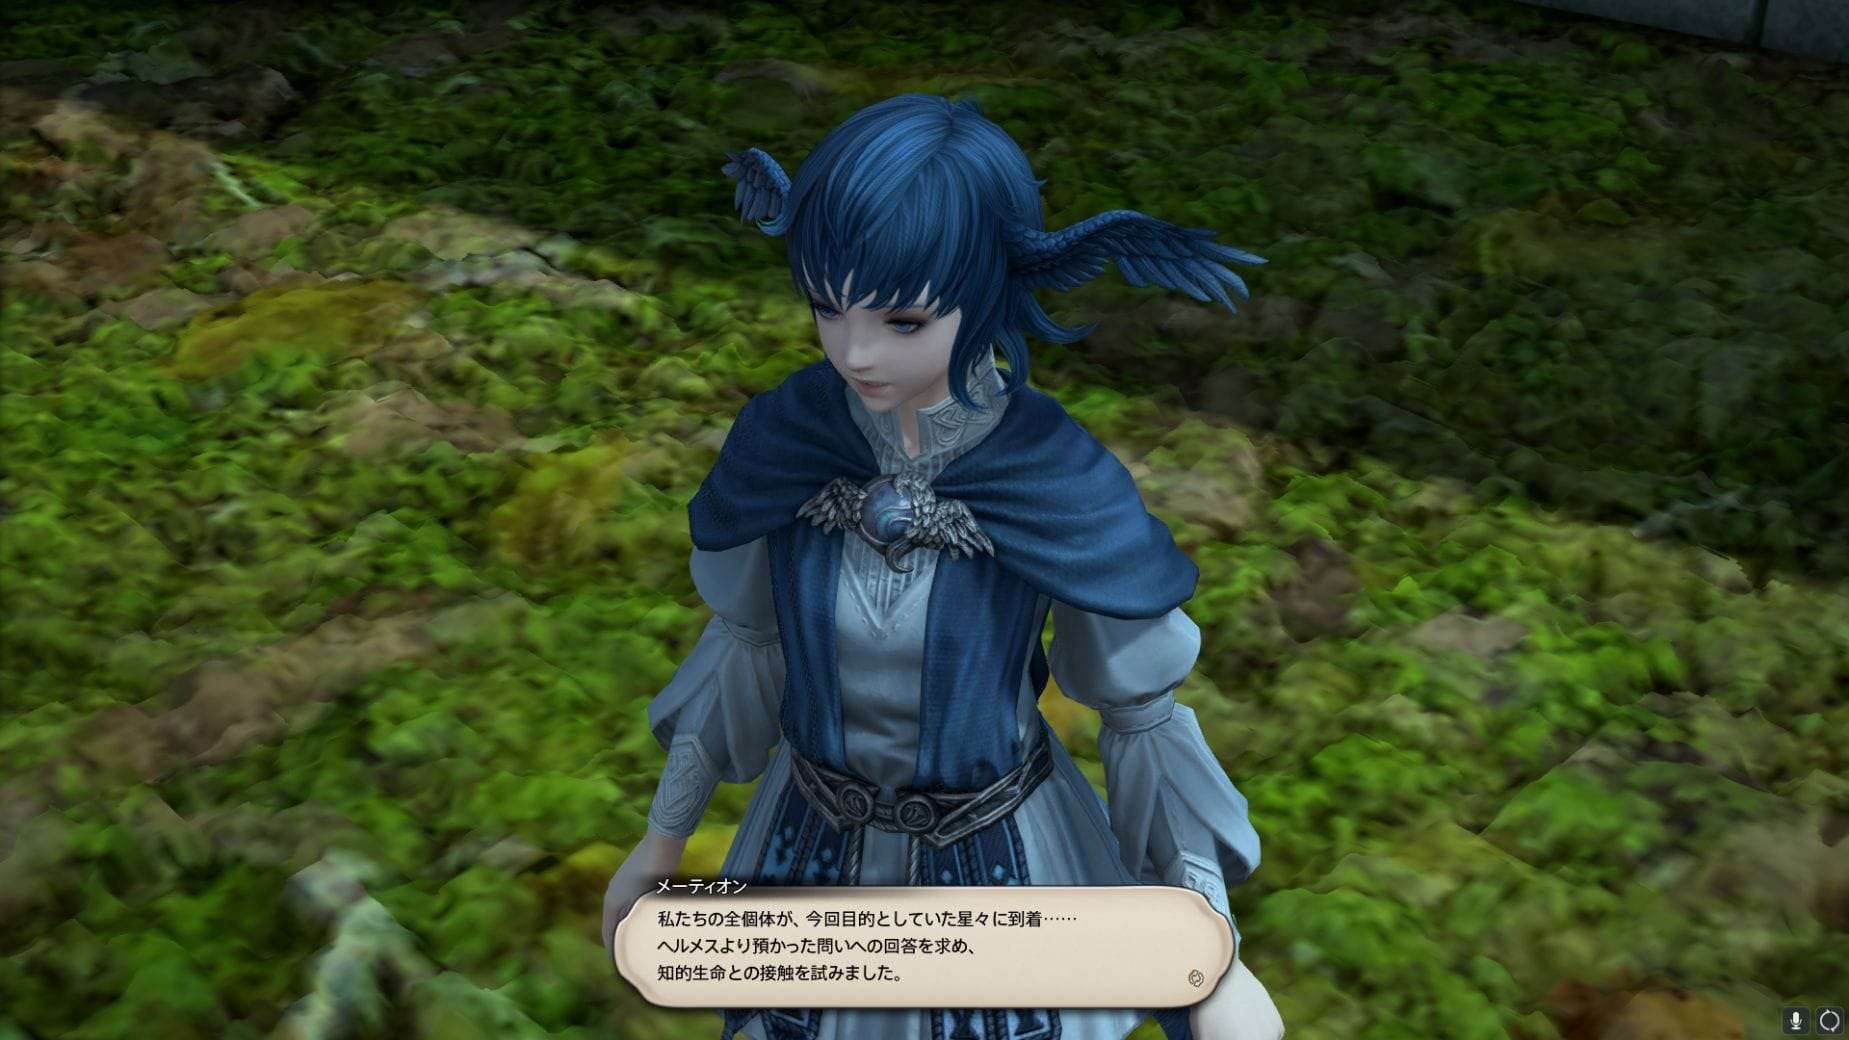 メーティオン
私たちの全個体が、今回目的としていた星々に到着……
ヘルメスより預かった問いへの回答を求め、
知的生命との接触を試みました。